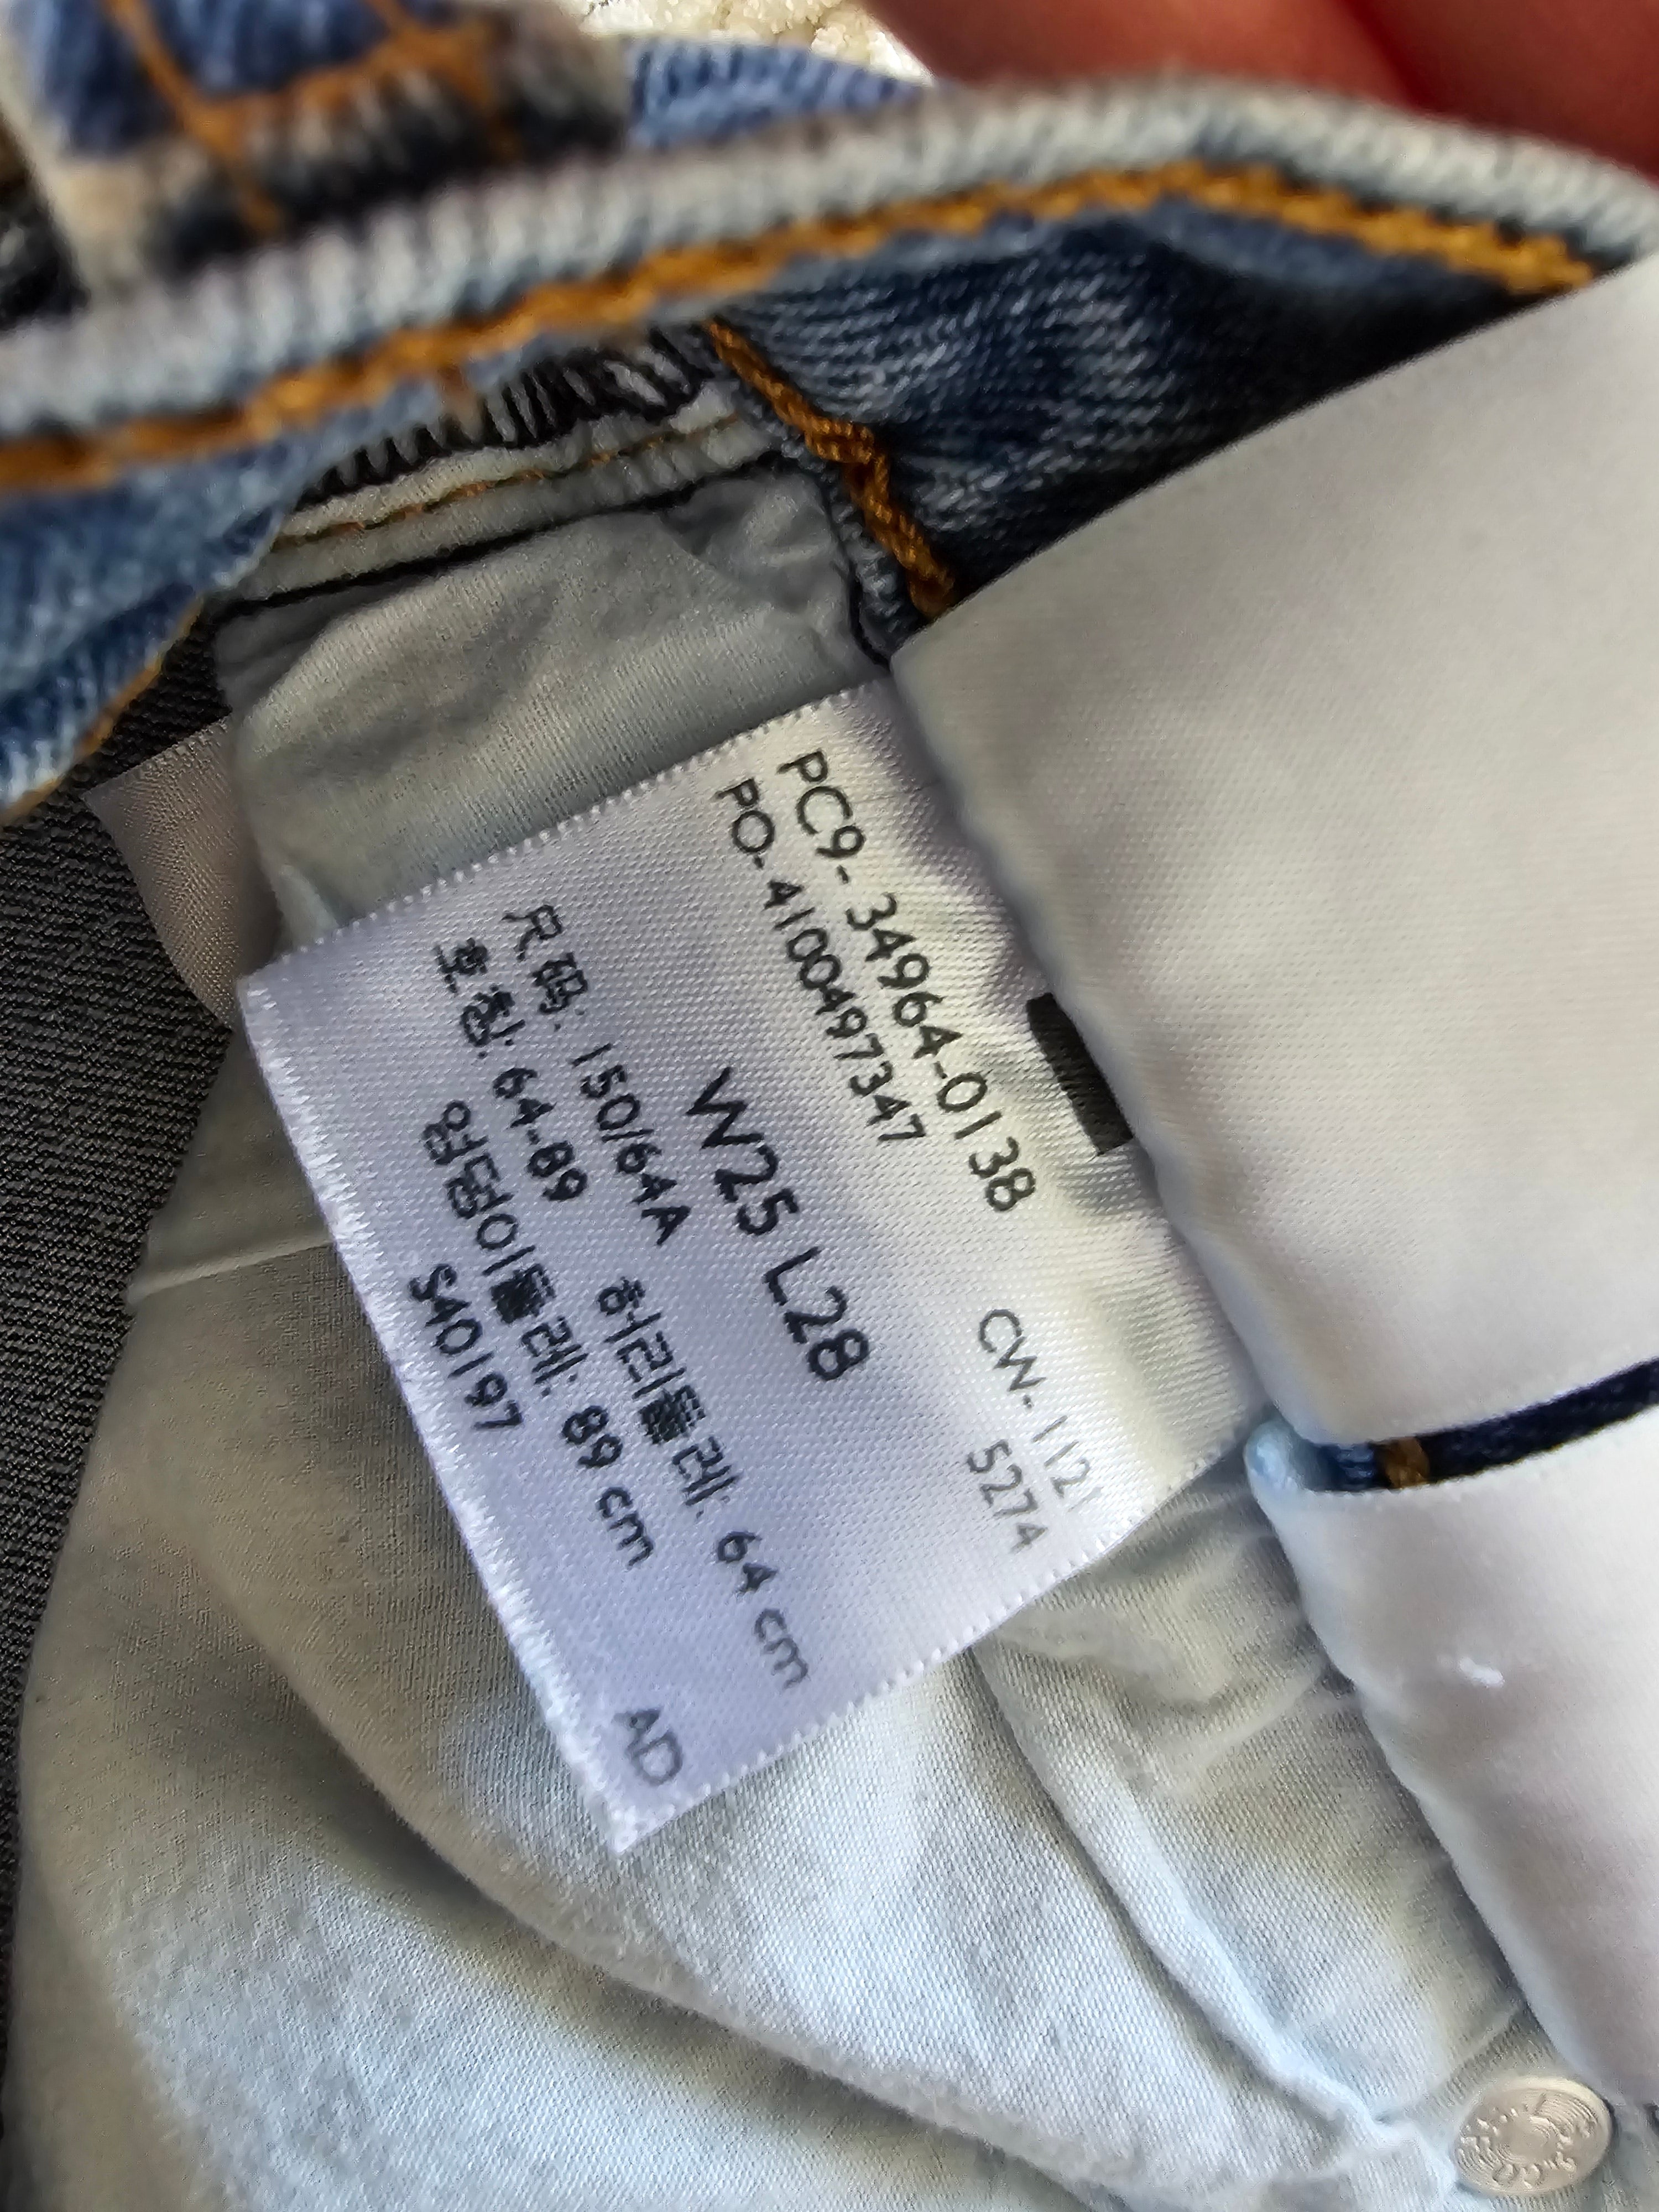 PC9-34964-0138 CW-1121
PO-4100497347 5274
W25 L28
尺码: 150/64A 허리둘레: 64 cm
호칭: 64-89 엉덩이둘레: 89 cm
S40197 AD